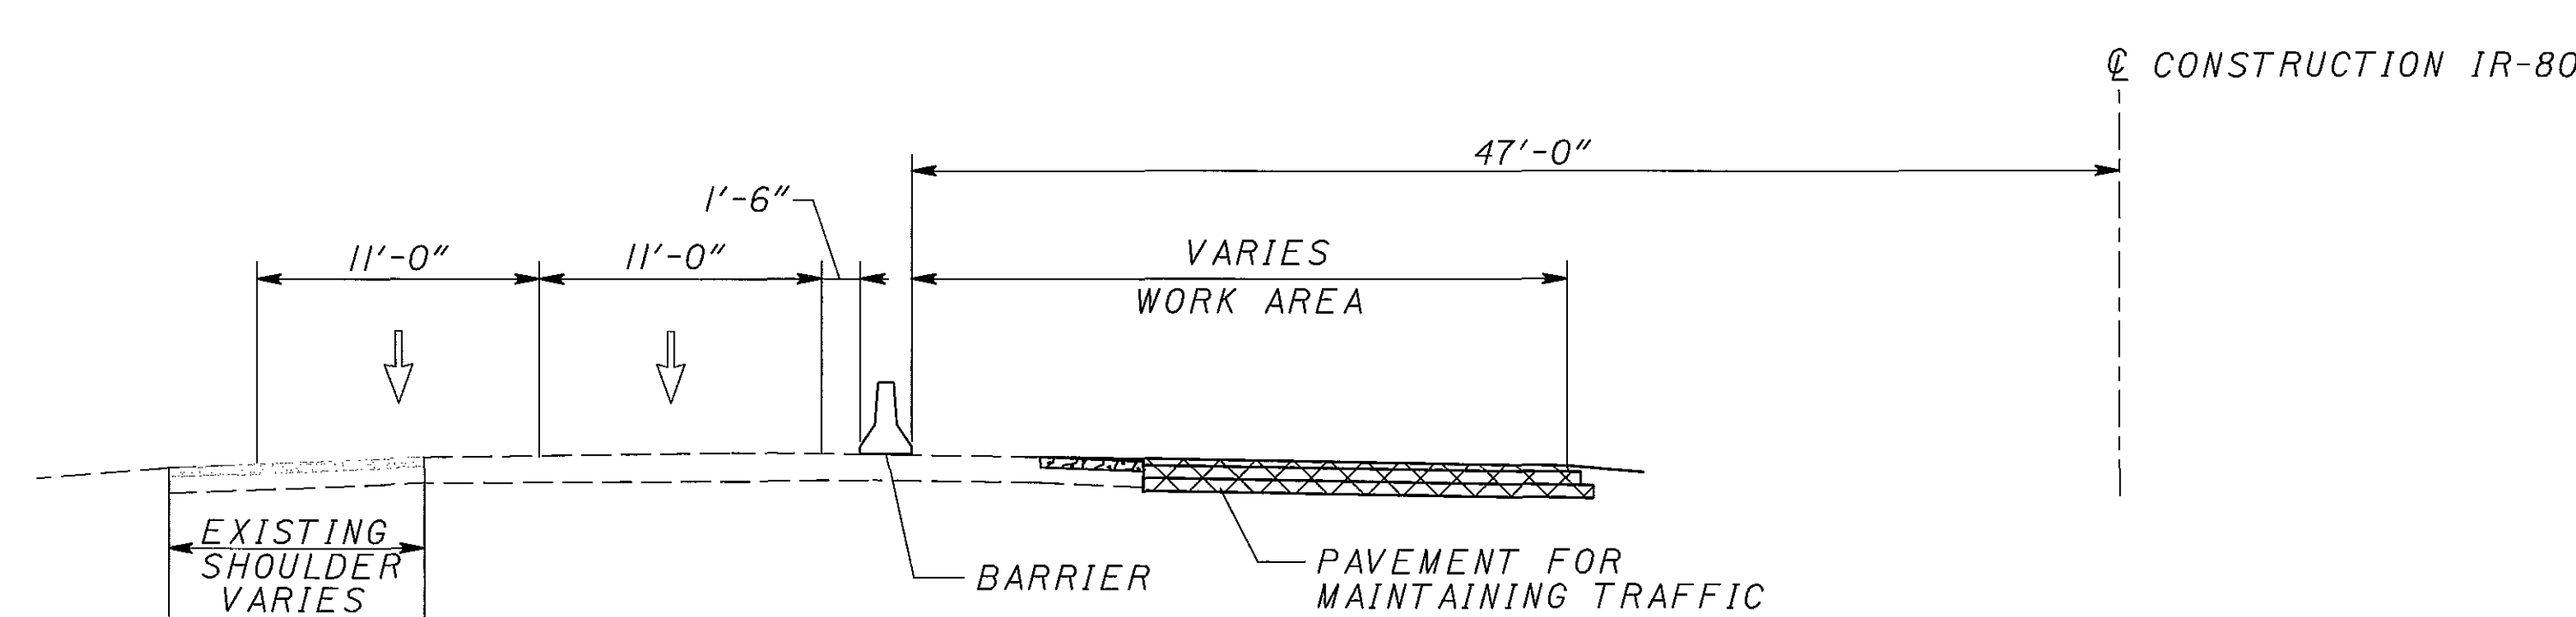 ℄ CONSTRUCTION IR-80
47'-0"
1'-6"
11'-0"
11'-0"
VARIES
WORK AREA
EXISTING
SHOULDER
VARIES
BARRIER
PAVEMENT FOR
MAINTAINING TRAFFIC